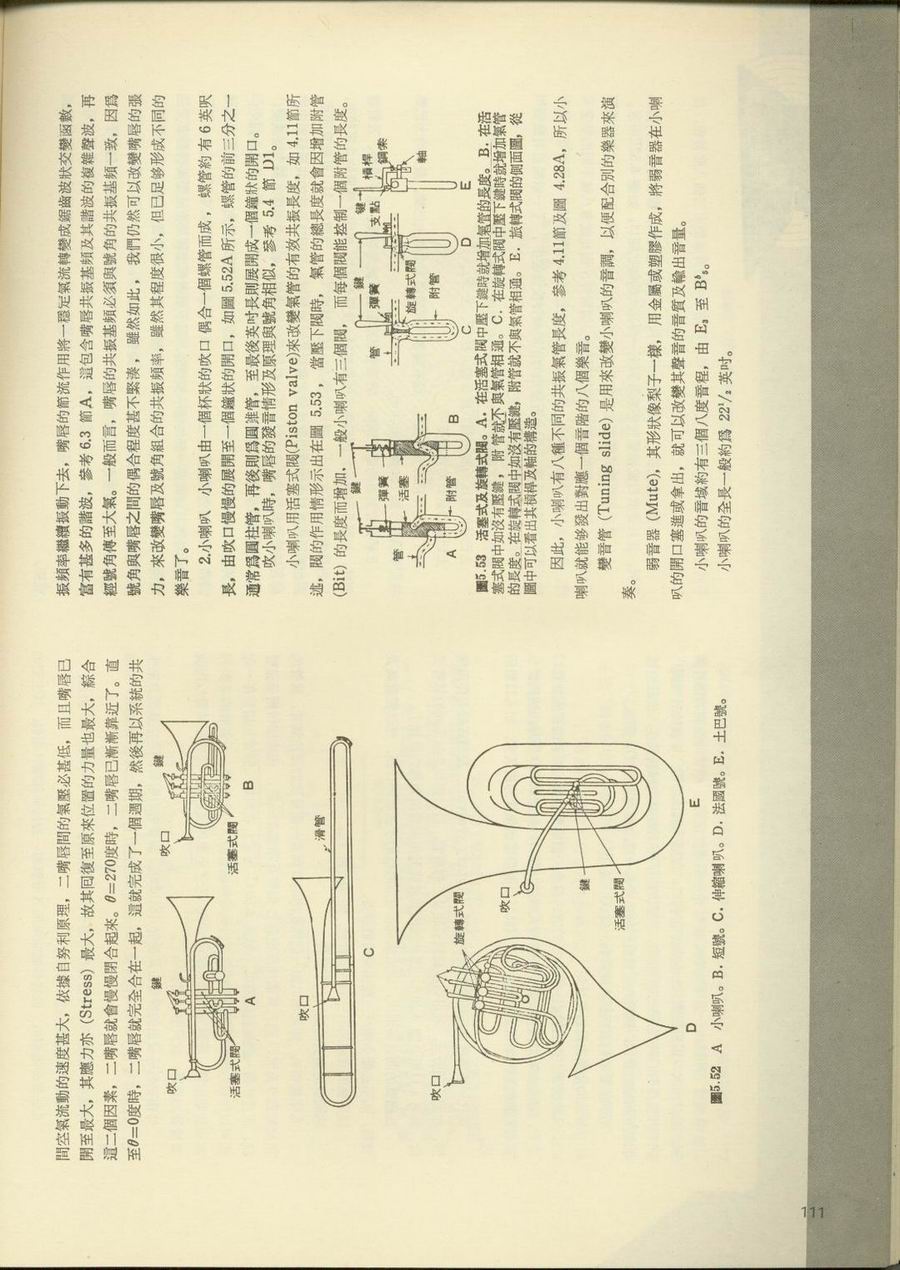 間空氣流動的速度甚大，依據白努利原理，二嘴唇間的氣壓必甚低，而且嘴唇已
開至最大，其應力亦 (Stress) 最大，故其回復至原來位置的力量也最大，綜合
這二個因素，二嘴唇就會慢慢閉合起來。θ=270度時，二嘴唇已漸漸靠近了。直
至θ=0度時，二嘴唇就完全合在一起，這就完成了一個週期，然後再以系統的共
吹口
鍵
活塞式閥
A
吹口
鍵
活塞式閥
B
吹口
滑管
C
吹口
旋轉式閥
D
吹口
鍵
活塞式閥
E
圖5.52 A 小喇叭。B. 短號。C. 伸縮喇叭。D. 法國號。E. 土巴號。
振頻率繼續振動下去，嘴唇的節流作用將一穩定氣流轉變成鋸齒波狀交變函數，
富有甚多的諧波，參考 6.3 節A，這包含嘴唇共振基頻及其諧波的複雜聲波，再
經號角傳至大氣。一般而言，嘴唇的共振基頻必須與號角的共振基頻一致，因爲
號角與嘴唇之間的偶合程度甚不緊湊，雖然如此，我們仍然可以改變嘴唇的張
力，來改變嘴唇及號角組合的共振頻率，雖然其程度很小，但已足够形成不同的
樂音了。
2.小喇叭 小喇叭由一個杯狀的吹口 偶合一個螺管而成，螺管約有 6 英呎
長，由吹口慢慢的展開至一個鐘狀的開口，如圖 5.52A 所示，螺管的前三分之一
通常爲圓柱管，再後則爲圓錐管，至最後英吋長則展開成一個鐘狀的開口。
吹小喇叭時，嘴唇的發音情形及原理與號角相似，參考 5.4 節 D1。
小喇叭用活塞式閥(Piston valve)來改變氣管的有效共振長度，如 4.11節所
述，閥的作用情形示出在圖 5.53，當壓下閥時，氣管的總長度就會因增加附管
(Bit) 的長度而增加，一般小喇叭有三個閥，而每個閥能控制一個附管的長度。
管
鍵
彈簧
活塞
附管
A
B
管
鍵
彈簧
旋轉式閥
附管
C
D
鍵
支點
槓桿
鋼索
軸
E
圖5.53 活塞式及旋轉式閥。A. 在活塞式閥中壓下鍵時就增加氣管的長度。B. 在活
塞式閥中如沒有壓鍵，附管就不與氣管相通。C. 在旋轉式閥中壓下鍵時就增加氣管
的長度。在旋轉式閥中如沒有壓鍵，附管就不與氣管相通。E. 旅轉式閥的側面圖，從
圖中可以看出其槓桿及軸的構造。
因此，小喇叭有八種不同的共振氣管長度，參考 4.11節及圖 4.28A，所以小
喇叭就能够發出對應一個音階的八個樂音。
變音管 (Tuning slide) 是用來改變小喇叭的音調，以便配合別的樂器來演
奏。
弱音器 (Mute)，其形狀像梨子一樣，用金屬或塑膠作成，將弱音器在小喇
叭的開口塞進或拿出，就可以改變其聲音的音質及輸出音量。
小喇叭的音域約有三個八度音程，由 E₃ 至 Bᵇ₅。
小喇叭的全長一般約爲 22¹/₂ 英吋。
111